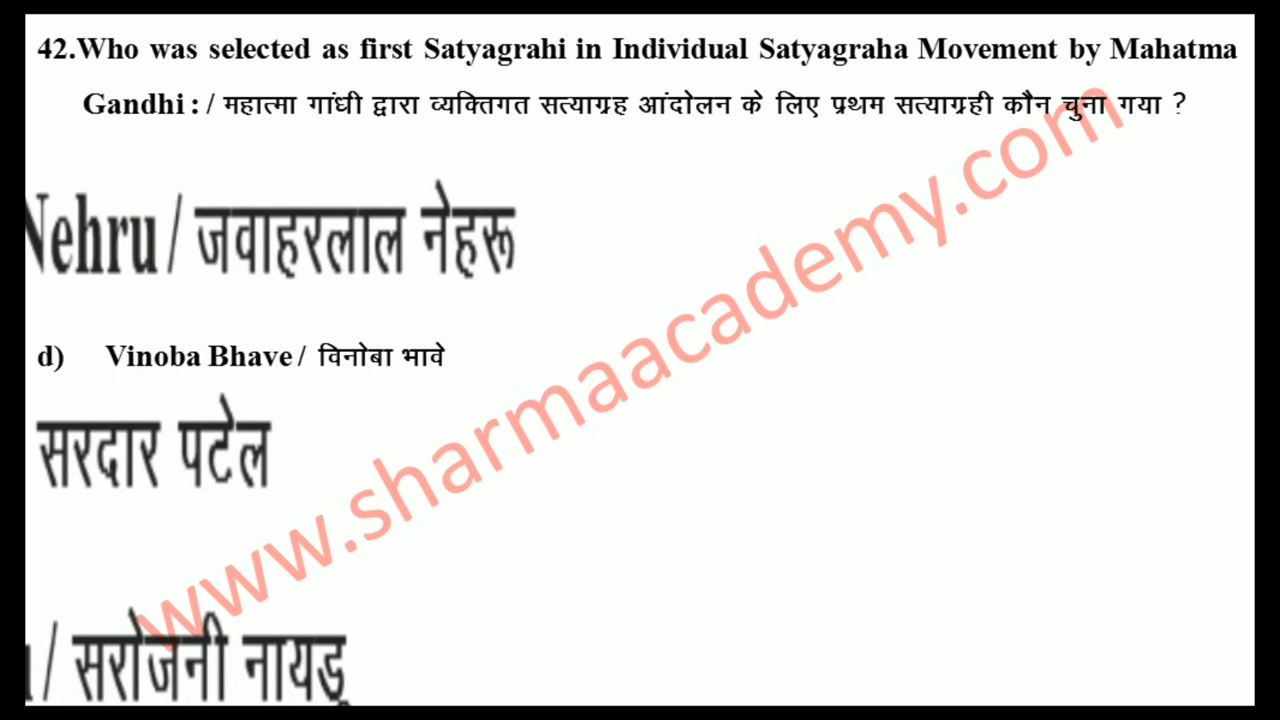 42.Who was selected as first Satyagrahi in Individual Satyagraha Movement by Mahatma
Gandhi : / महात्मा गांधी द्वारा व्यक्तिगत सत्याग्रह आंदोलन के लिए प्रथम सत्याग्रही कौन चुना गया ?
Nehru / जवाहरलाल नेहरू
d) Vinoba Bhave / विनोबा भावे
सरदार पटेल
/ सरोजनी नायडू
www.sharmaacademy.com